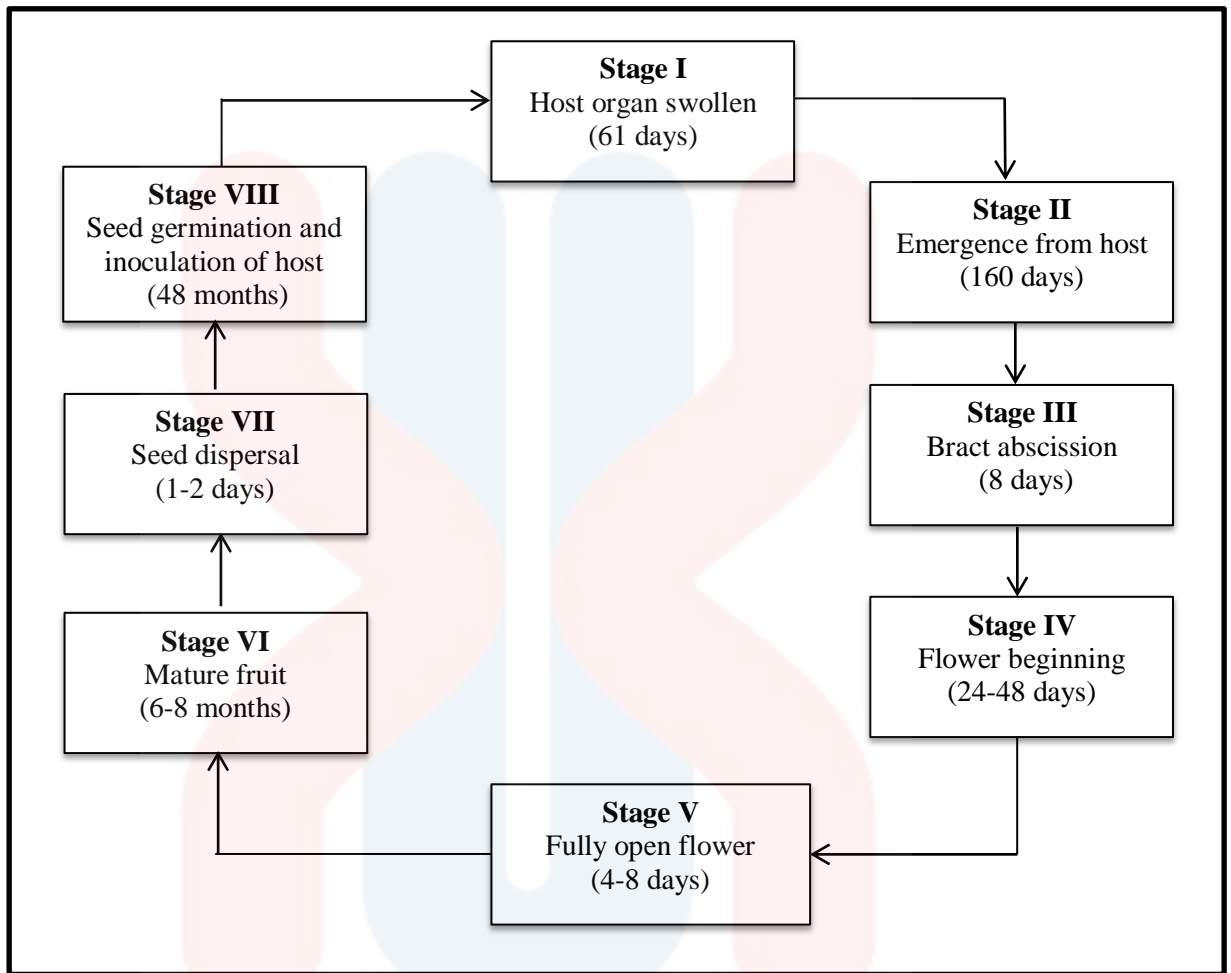 Stage I
Host organ swollen
(61 days)
Stage II
Emergence from host
(160 days)
Stage III
Bract abscission
(8 days)
Stage IV
Flower beginning
(24-48 days)
Stage V
Fully open flower
(4-8 days)
Stage VI
Mature fruit
(6-8 months)
Stage VII
Seed dispersal
(1-2 days)
Stage VIII
Seed germination and
inoculation of host
(48 months)